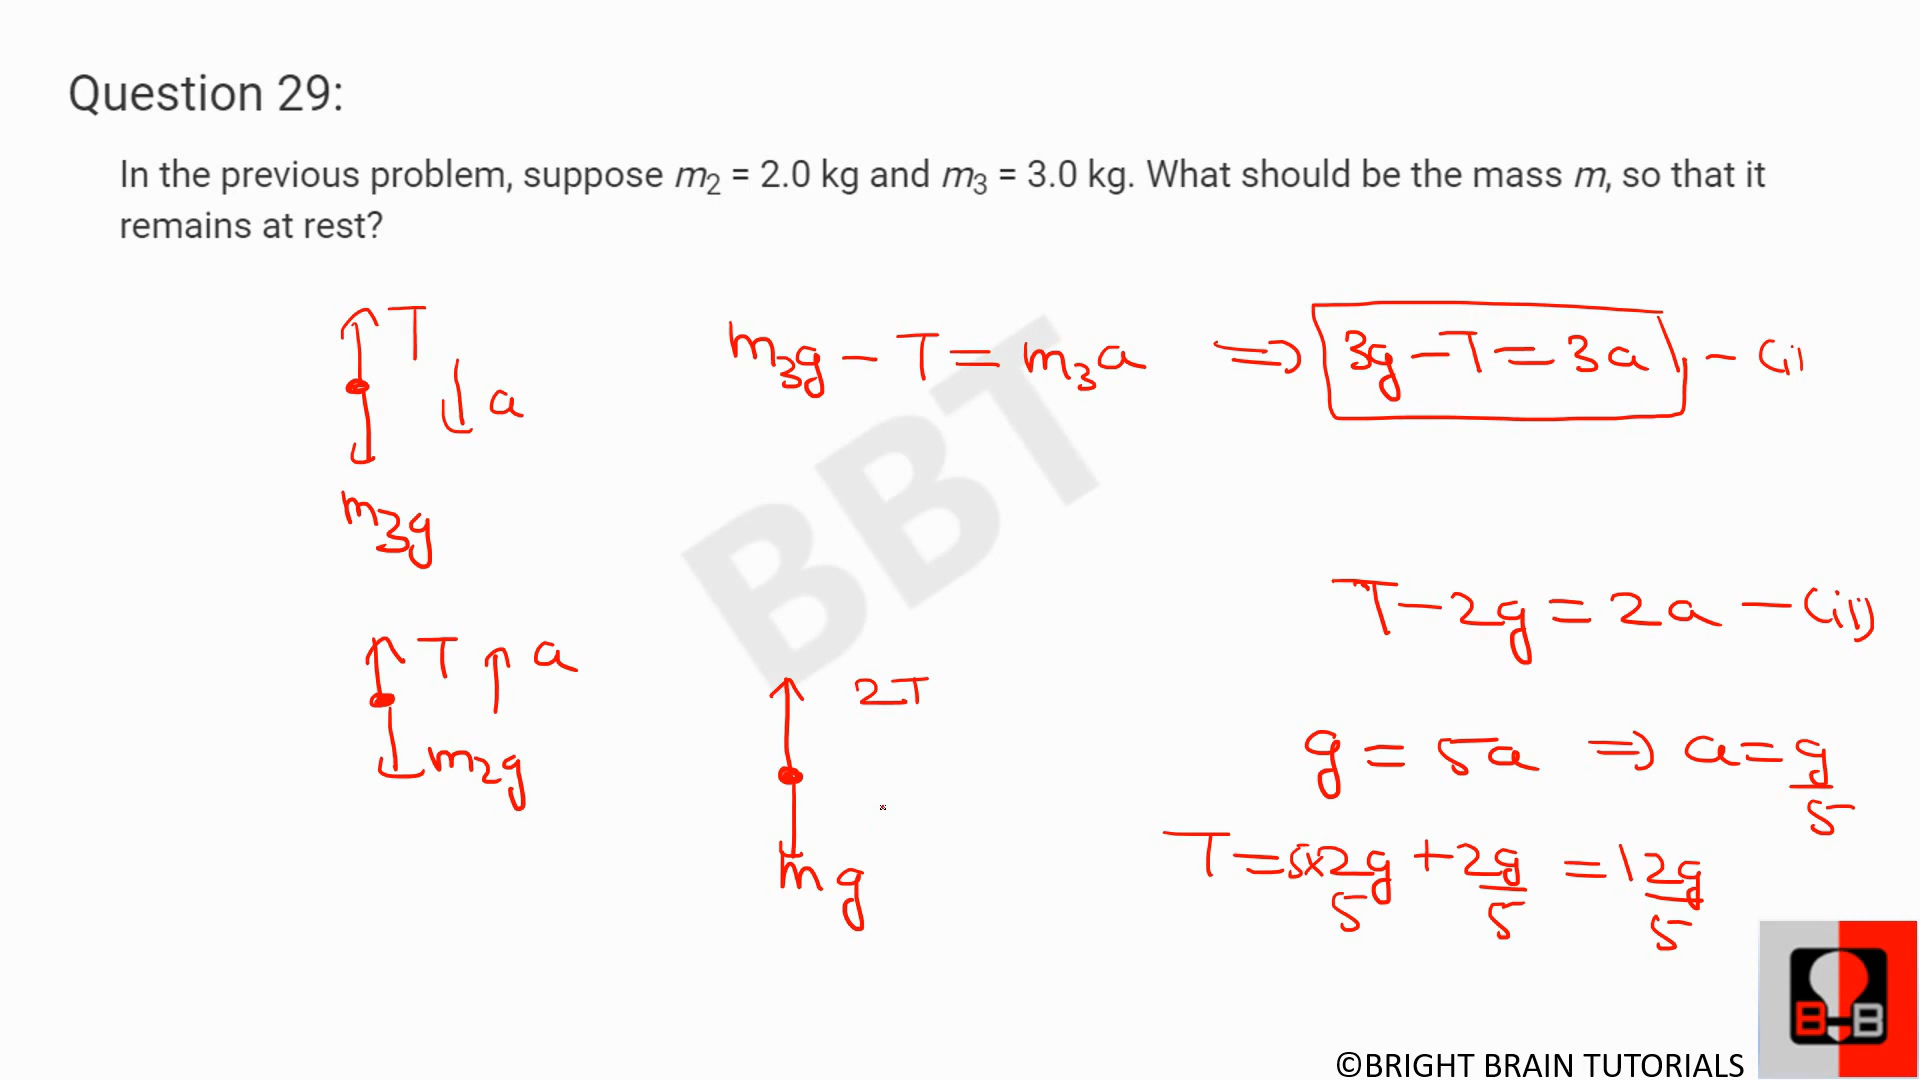 Question 29:
In the previous problem, suppose m₂ = 2.0 kg and m₃ = 3.0 kg. What should be the mass m, so that it
remains at rest?
T
a
m₃g
m₃g - T = m₃a ⇒ 3g - T = 3a - (i)
T - 2g = 2a - (ii)
T a
m₂g
2T
mg
g = 5a ⇒ a = g/5
T = 5×2g/5 + 2g/5 = 12g/5
BBT
B B
©BRIGHT BRAIN TUTORIALS